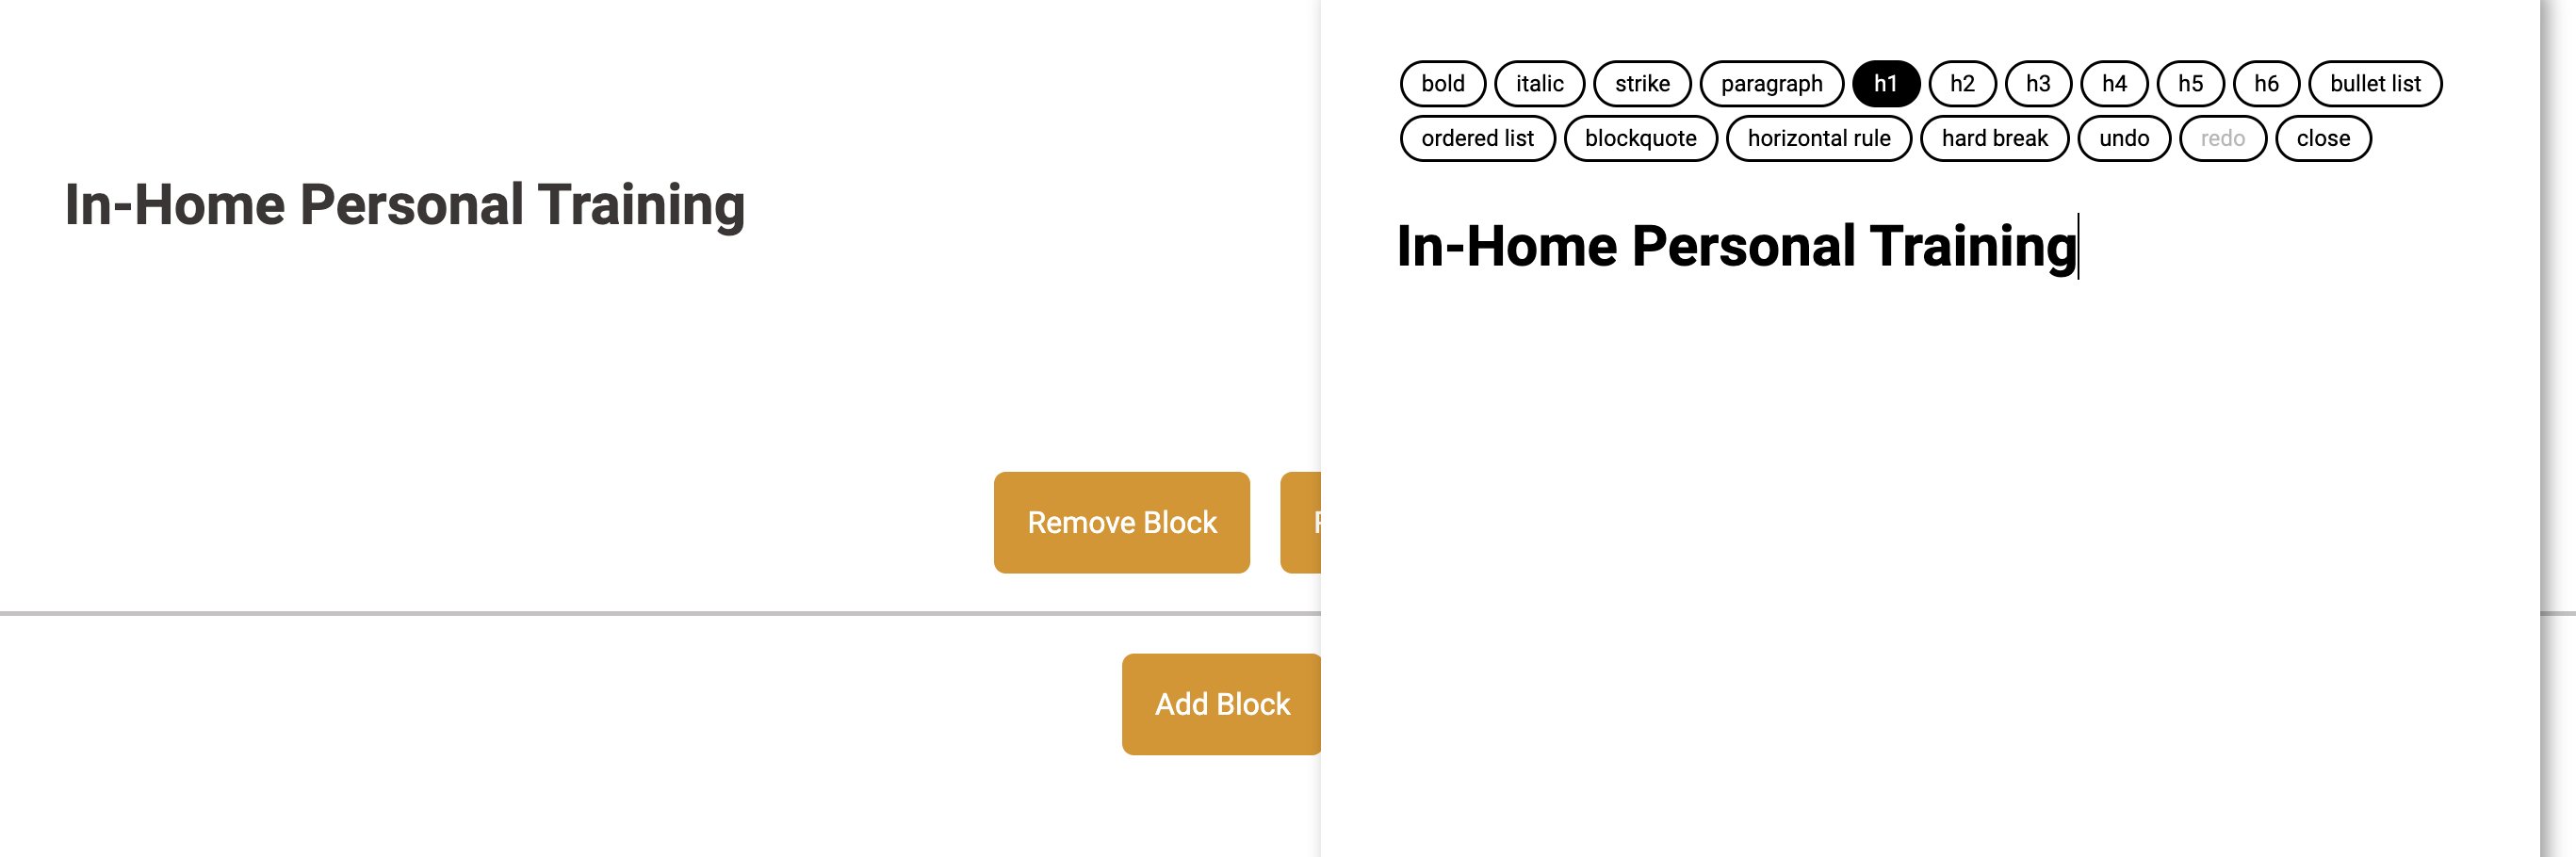 In-Home Personal Training
Remove Block
Add Block
bold italic strike paragraph h1 h2 h3 h4 h5 h6 bullet list
ordered list blockquote horizontal rule hard break undo redo close
In-Home Personal Training